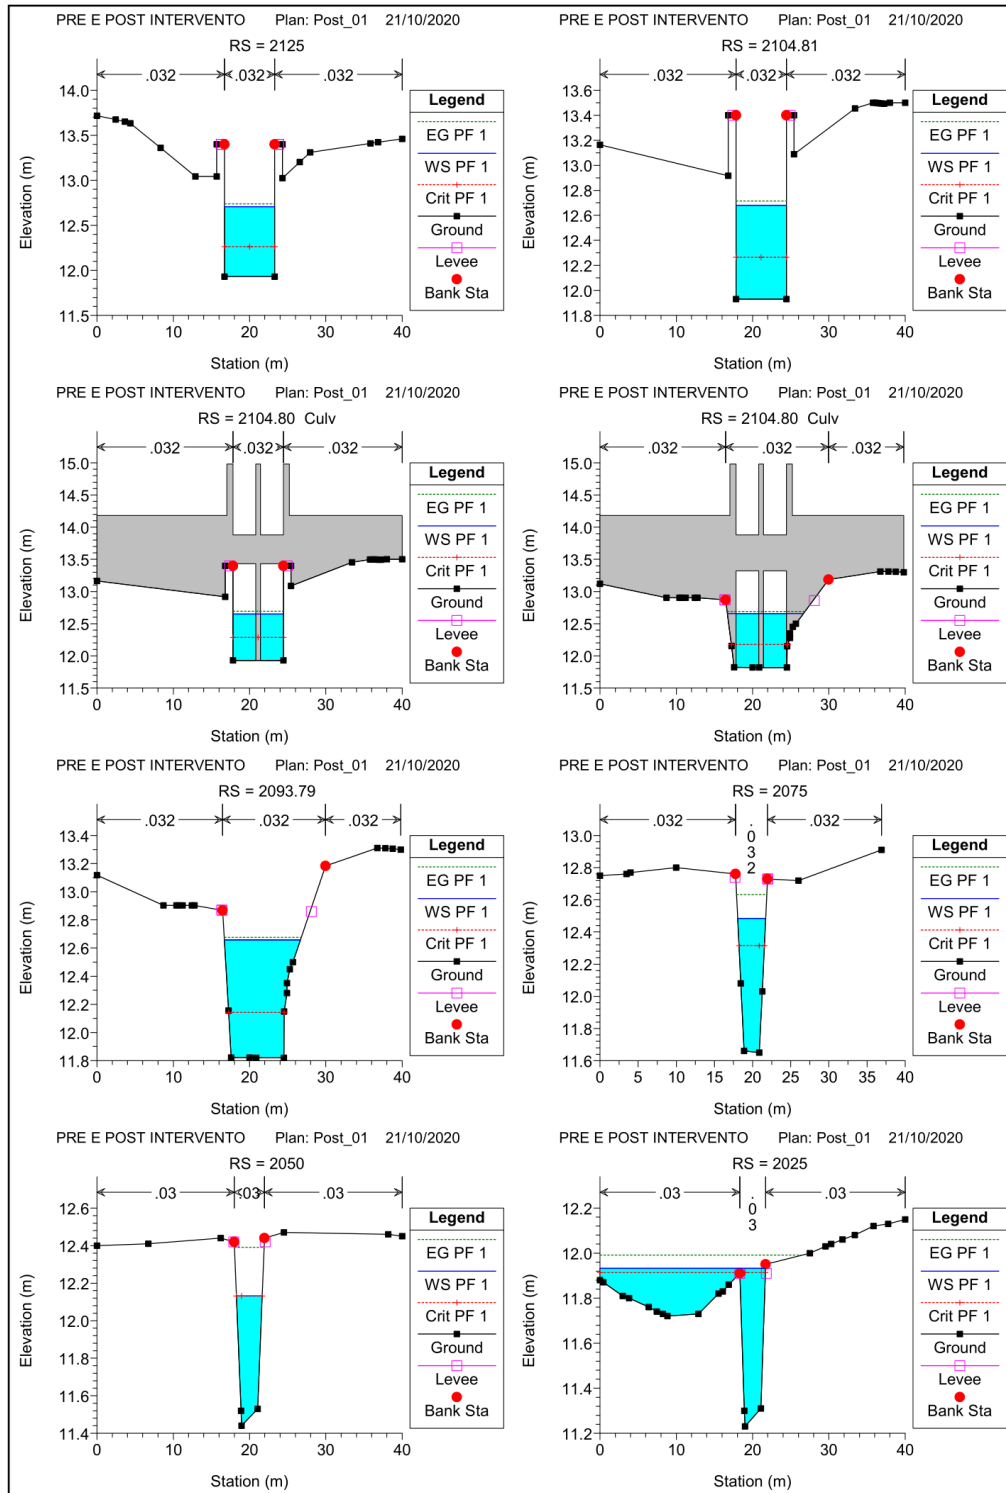 PRE E POST INTERVENTO Plan: Post_01 21/10/2020
RS = 2125
.032 .032 .032
14.0
13.5
13.0
12.5
12.0
11.5
Elevation (m)
0 10 20 30 40
Station (m)
Legend
EG PF 1
WS PF 1
Crit PF 1
Ground
Levee
Bank Sta
PRE E POST INTERVENTO Plan: Post_01 21/10/2020
RS = 2104.81
.032 .032 .032
13.6
13.4
13.2
13.0
12.8
12.6
12.4
12.2
12.0
11.8
Elevation (m)
0 10 20 30 40
Station (m)
Legend
EG PF 1
WS PF 1
Crit PF 1
Ground
Levee
Bank Sta
PRE E POST INTERVENTO Plan: Post_01 21/10/2020
RS = 2104.80 Culv
.032 .032 .032
15.0
14.5
14.0
13.5
13.0
12.5
12.0
11.5
Elevation (m)
0 10 20 30 40
Station (m)
Legend
EG PF 1
WS PF 1
Crit PF 1
Ground
Levee
Bank Sta
PRE E POST INTERVENTO Plan: Post_01 21/10/2020
RS = 2104.80 Culv
.032 .032 .032
15.0
14.5
14.0
13.5
13.0
12.5
12.0
11.5
Elevation (m)
0 10 20 30 40
Station (m)
Legend
EG PF 1
WS PF 1
Crit PF 1
Ground
Levee
Bank Sta
PRE E POST INTERVENTO Plan: Post_01 21/10/2020
RS = 2093.79
.032 .032 .032
13.4
13.2
13.0
12.8
12.6
12.4
12.2
12.0
11.8
Elevation (m)
0 10 20 30 40
Station (m)
Legend
EG PF 1
WS PF 1
Crit PF 1
Ground
Levee
Bank Sta
PRE E POST INTERVENTO Plan: Post_01 21/10/2020
RS = 2075
.032 .032 .032
13.0
12.8
12.6
12.4
12.2
12.0
11.8
11.6
Elevation (m)
0 5 10 15 20 25 30 35 40
Station (m)
Legend
EG PF 1
WS PF 1
Crit PF 1
Ground
Levee
Bank Sta
PRE E POST INTERVENTO Plan: Post_01 21/10/2020
RS = 2050
.03 .03 .03
12.6
12.4
12.2
12.0
11.8
11.6
11.4
Elevation (m)
0 10 20 30 40
Station (m)
Legend
EG PF 1
WS PF 1
Crit PF 1
Ground
Levee
Bank Sta
PRE E POST INTERVENTO Plan: Post_01 21/10/2020
RS = 2025
.03 .03 .03
12.2
12.0
11.8
11.6
11.4
11.2
Elevation (m)
0 10 20 30 40
Station (m)
Legend
EG PF 1
WS PF 1
Crit PF 1
Ground
Levee
Bank Sta